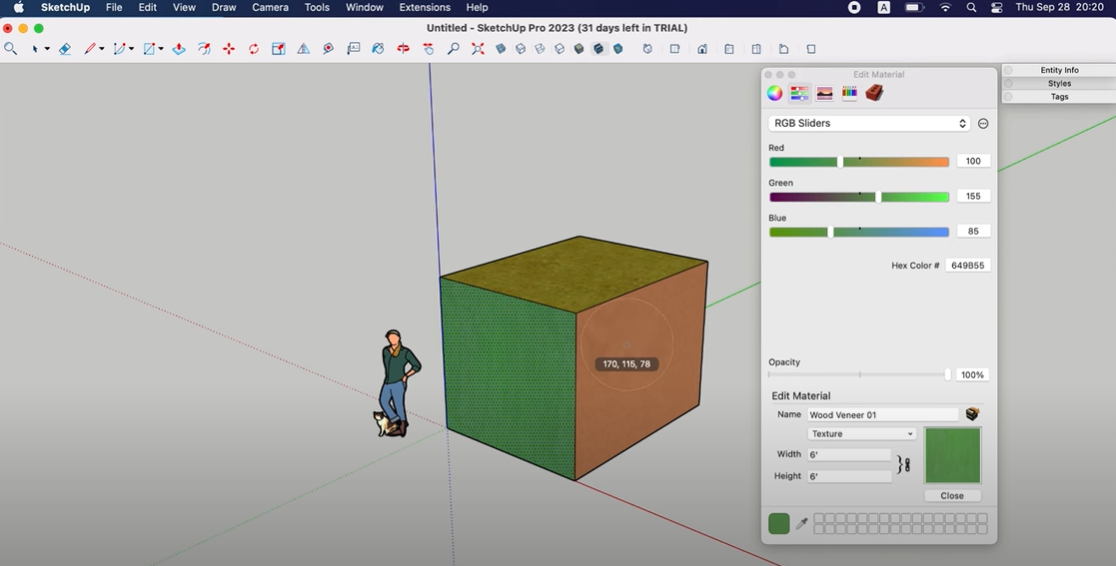 SketchUp File Edit View Draw Camera Tools Window Extensions Help A Thu Sep 28 20:20
Untitled - SketchUp Pro 2023 (31 days left in TRIAL)
Edit Material
Entity Info
Styles
Tags
RGB Sliders
Red
100
Green
155
Blue
85
Hex Color # 649B55
170, 115, 78
Opacity
100%
Edit Material
Name Wood Veneer 01
Texture
Width 6'
Height 6'
Close